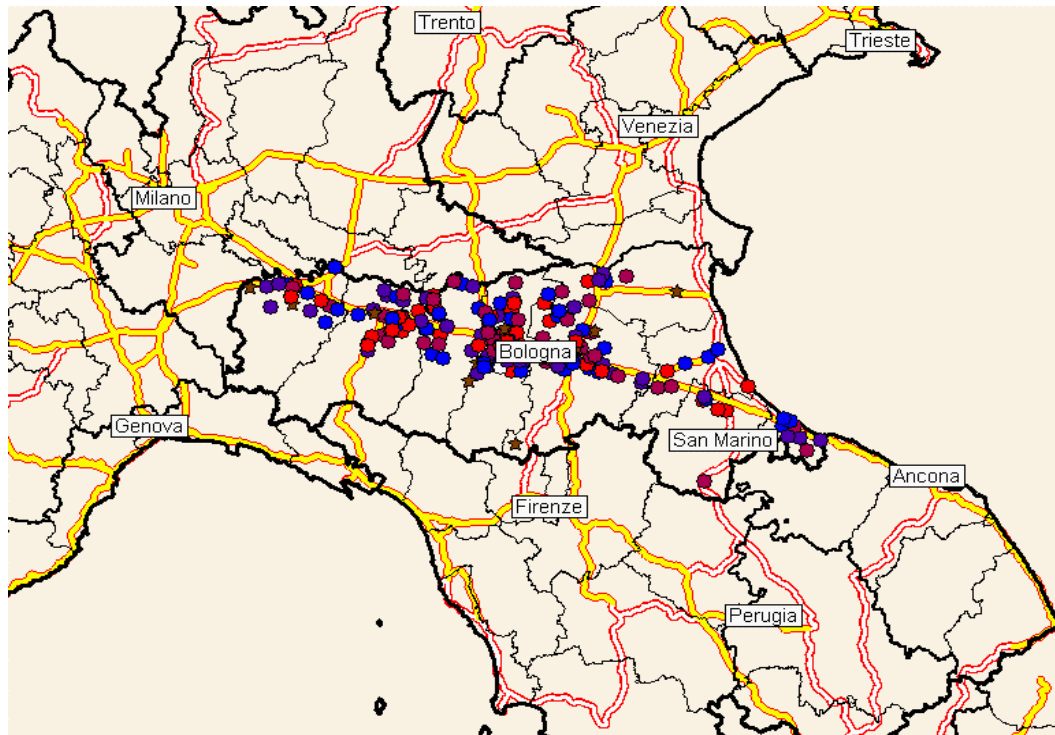 Trento
Trieste
Venezia
Milano
Bologna
Genova
San Marino
Ancona
Firenze
Perugia